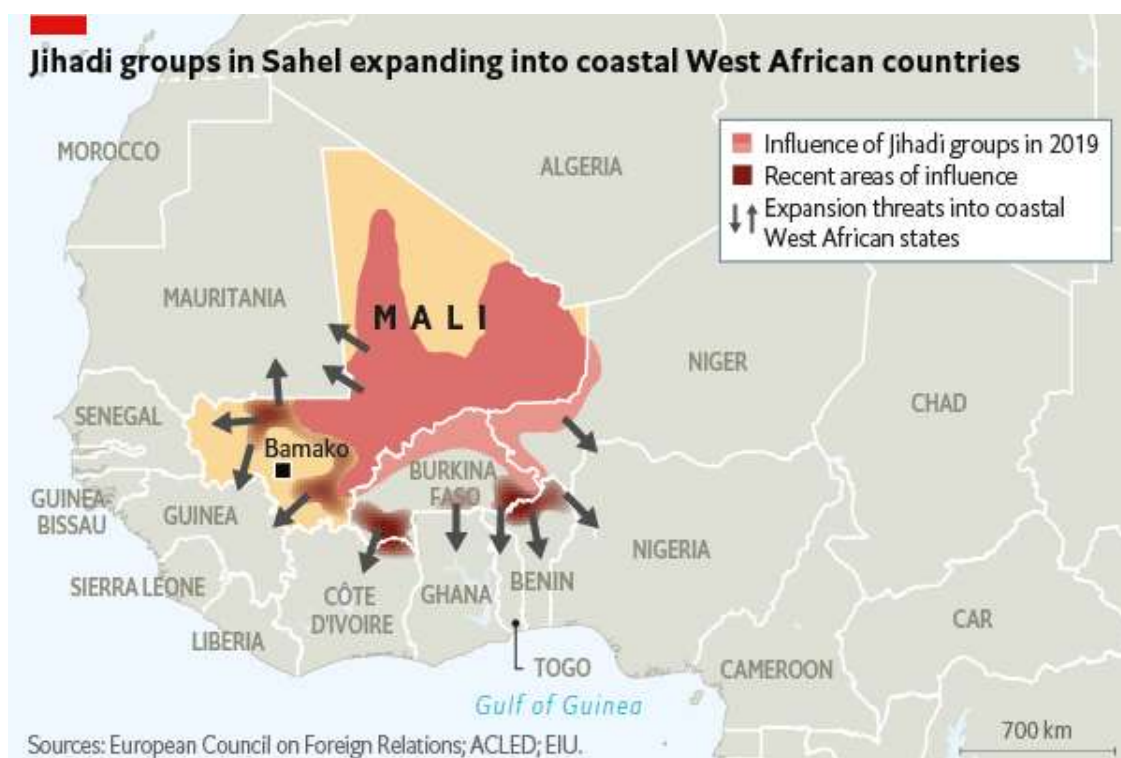 Jihadi groups in Sahel expanding into coastal West African countries
Influence of Jihadi groups in 2019
Recent areas of influence
Expansion threats into coastal
West African states
MOROCCO
ALGERIA
MAURITANIA
MALI
NIGER
CHAD
SENEGAL
Bamako
BURKINA
FASO
GUINEA-
BISSAU
GUINEA
NIGERIA
SIERRA LEONE
CÔTE
D'IVOIRE
GHANA
BENIN
LIBERIA
TOGO
CAR
CAMEROON
Gulf of Guinea
700 km
Sources: European Council on Foreign Relations; ACLED; EIU.